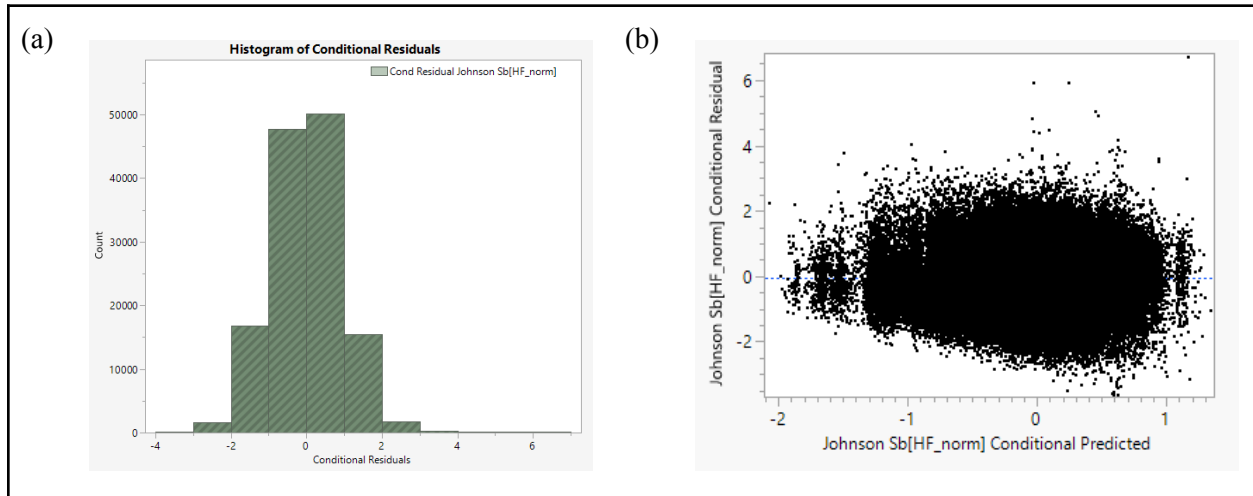 (a)
Histogram of Conditional Residuals
Cond Residual Johnson Sb[HF_norm]
Count
50000
40000
30000
20000
10000
0
-4 -2 0 2 4 6
Conditional Residuals
(b)
Johnson Sb[HF_norm] Conditional Residual
6
4
2
0
-2
-2 -1 0 1
Johnson Sb[HF_norm] Conditional Predicted